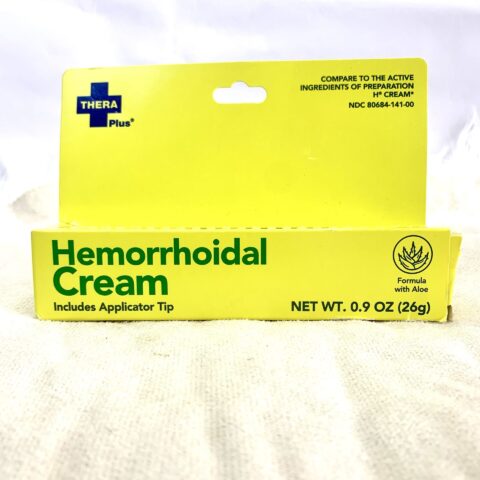 THERA
Plus®
COMPARE TO THE ACTIVE
INGREDIENTS OF PREPARATION
H® CREAM*
NDC 80684-141-00
Hemorrhoidal
Cream
Includes Applicator Tip
Formula
with Aloe
NET WT. 0.9 OZ (26g)